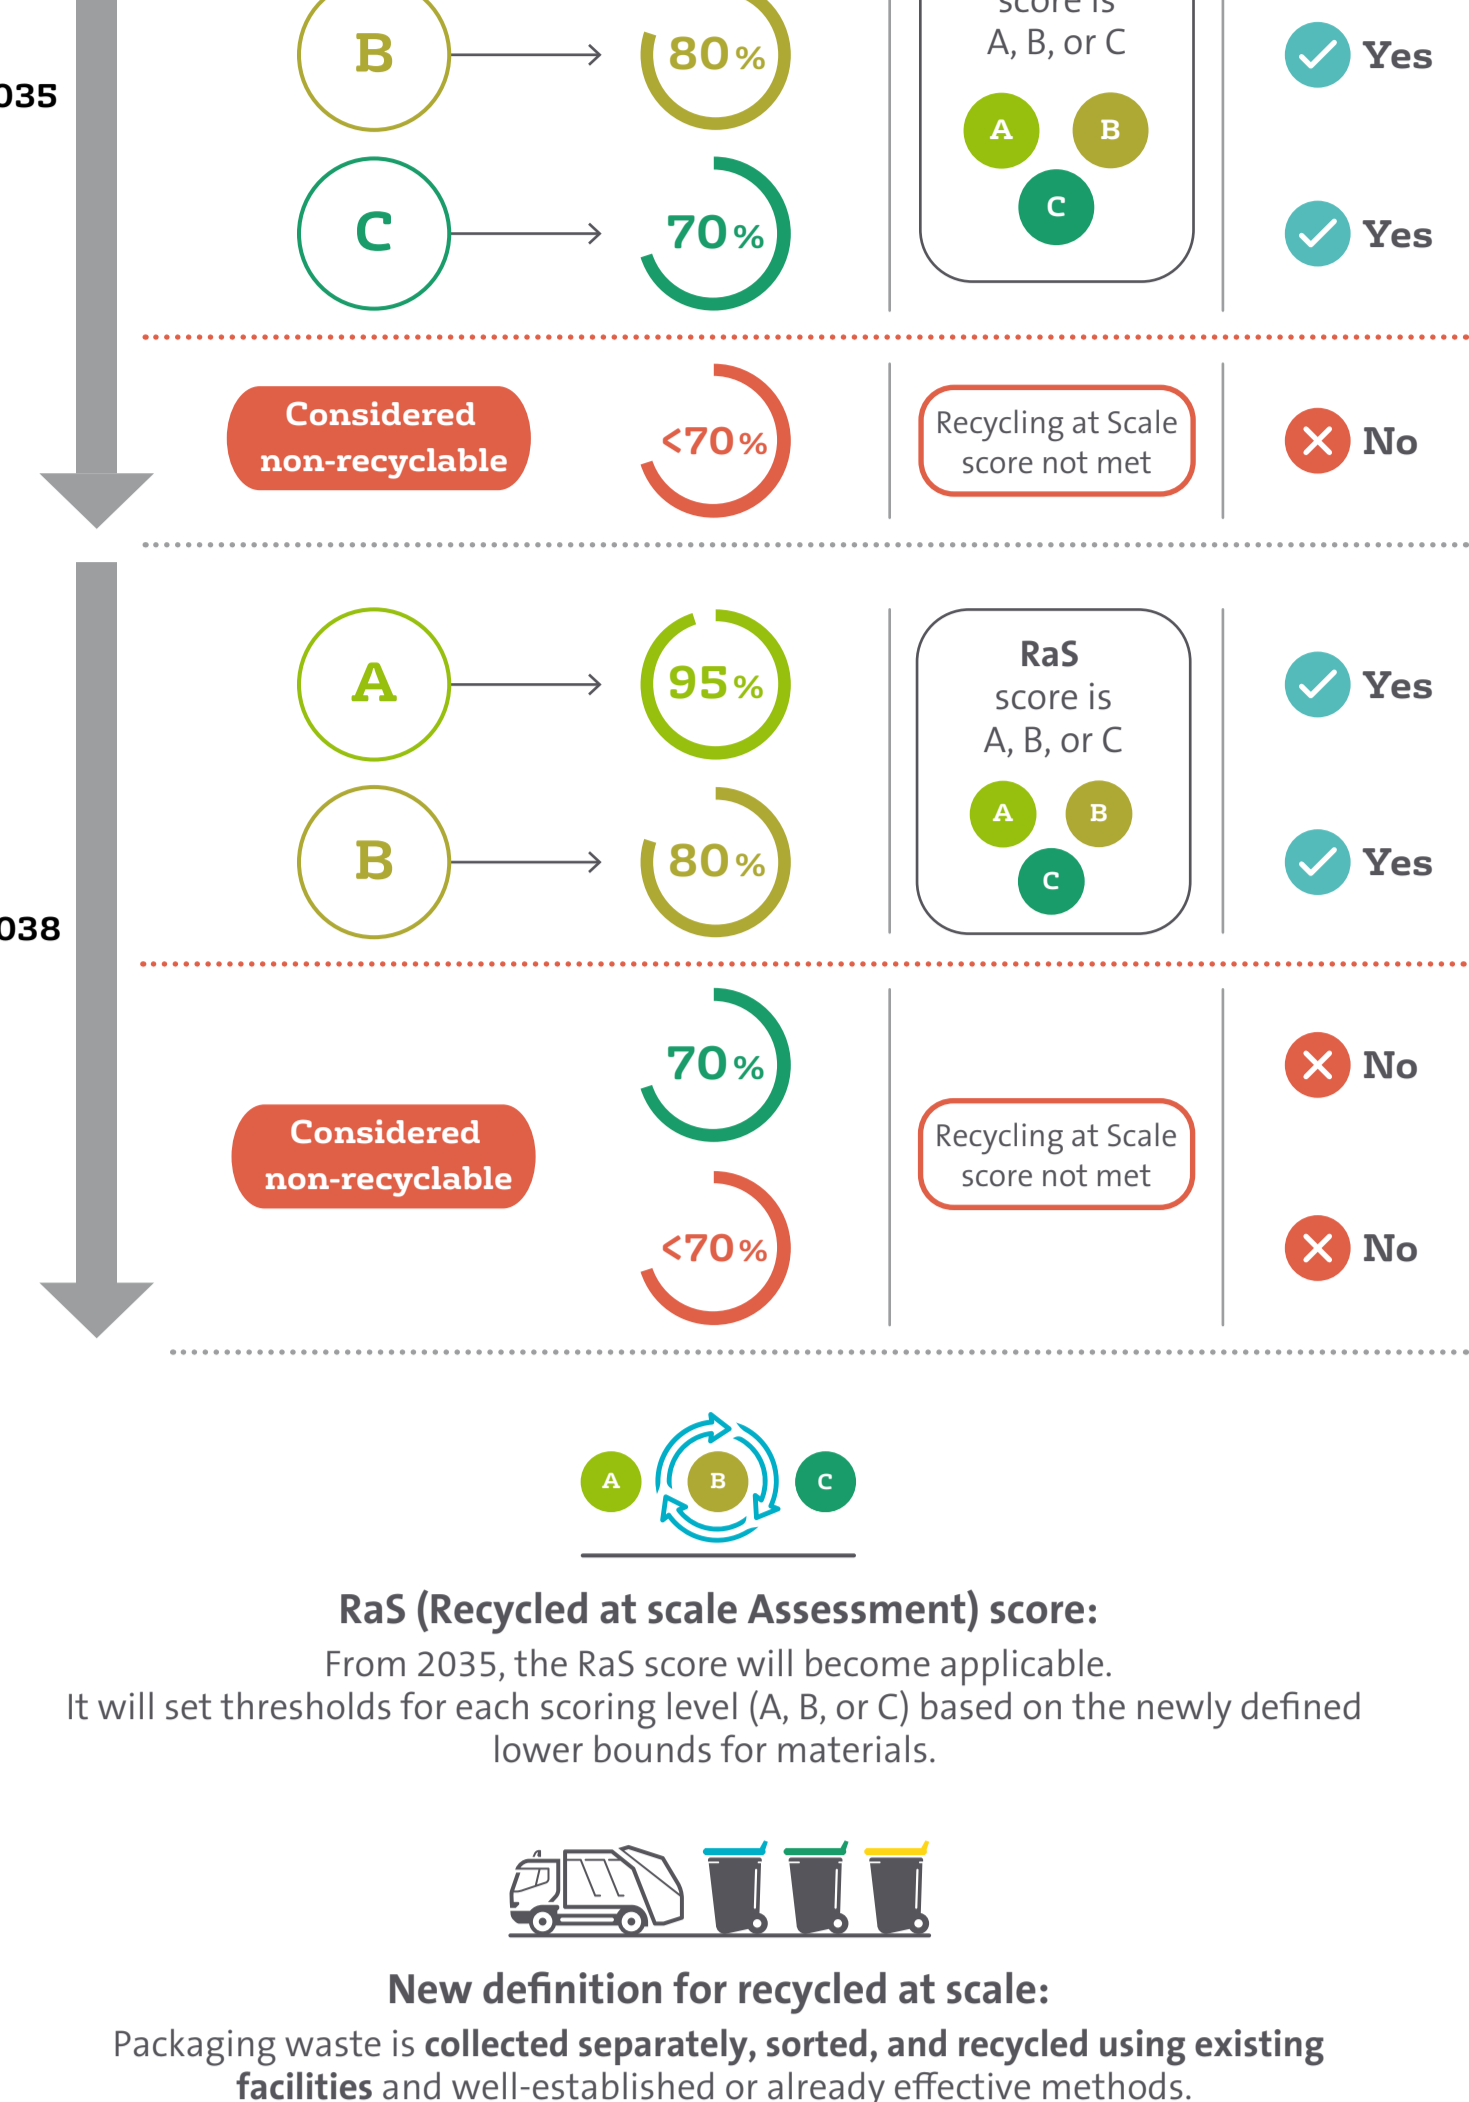 score is
B
80%
A, B, or C
Yes
035
A
B
C
70%
C
Yes
Considered
non-recyclable
<70%
Recycling at Scale
score not met
No
A
95%
RaS
score is
A, B, or C
Yes
B
80%
A
B
C
Yes
038
70%
No
Considered
non-recyclable
Recycling at Scale
score not met
<70%
No
A
B
C
RaS (Recycled at scale Assessment) score:
From 2035, the RaS score will become applicable.
It will set thresholds for each scoring level (A, B, or C) based on the newly defined
lower bounds for materials.
New definition for recycled at scale:
Packaging waste is collected separately, sorted, and recycled using existing
facilities and well-established or already effective methods.